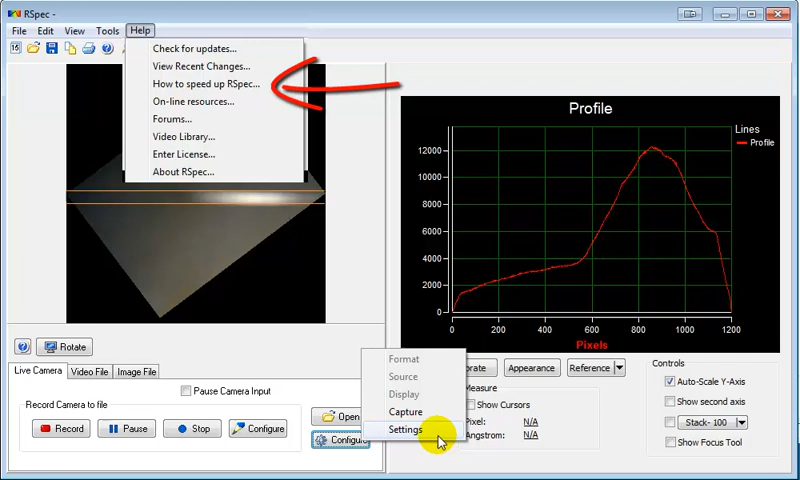 RSpec -
File Edit View Tools Help
Check for updates...
View Recent Changes...
How to speed up RSpec...
On-line resources...
Forums...
Video Library...
Enter License...
About RSpec...
Profile
Lines
Profile
12000
10000
8000
6000
4000
2000
0
0 200 400 600 800 1000 1200
Pixels
Rotate
Live Camera Video File Image File
Pause Camera Input
Record Camera to file
Record Pause Stop Configure
Open
Configure
Format
Source
Display
Capture
Settings
Appearance Reference
Measure
Show Cursors
Pixel: N/A
Angstrom: N/A
Controls
Auto-Scale Y-Axis
Show second axis
Stack- 100
Show Focus Tool